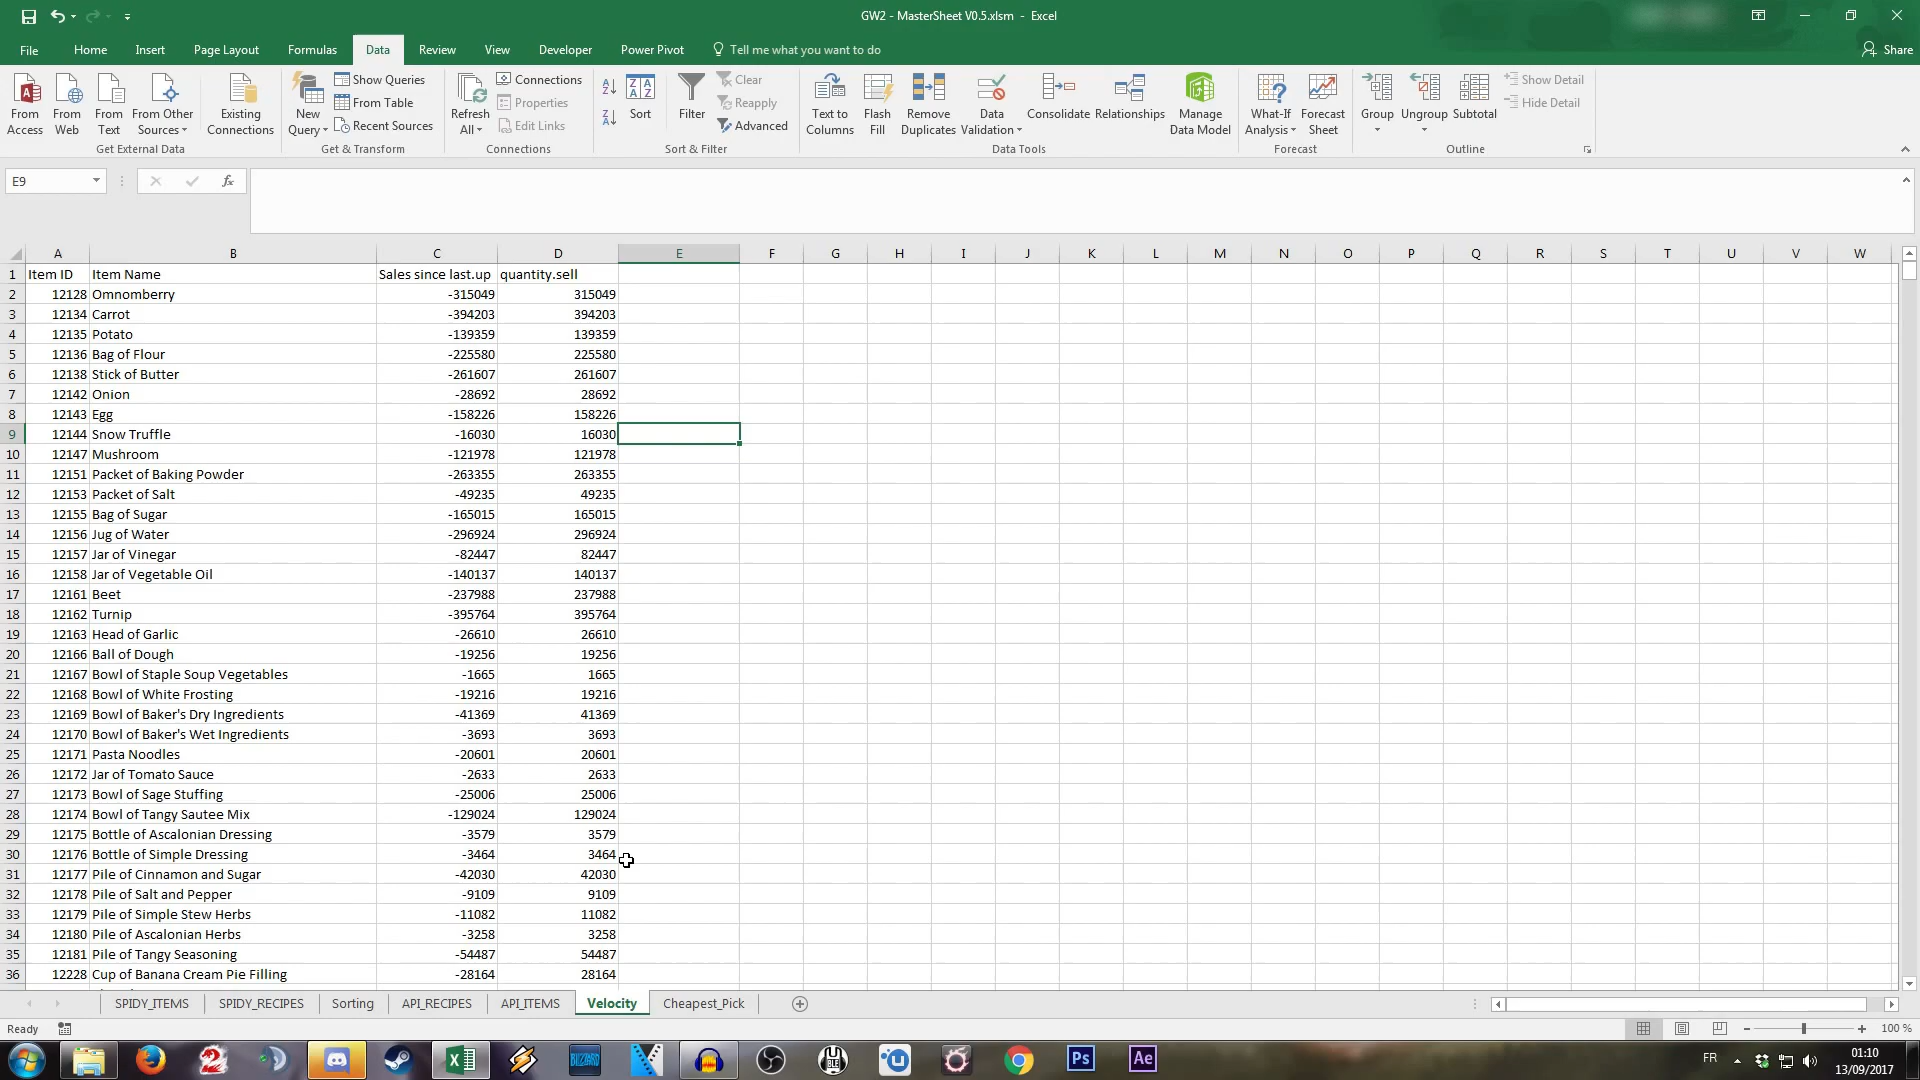 GW2 - MasterSheet V0.5.xlsm - Excel
File Home Insert Page Layout Formulas Data Review View Developer Power Pivot Tell me what you want to do Share
From Access
From Web
From Text
From Other Sources
Existing Connections
Get External Data
New Query
Show Queries
From Table
Recent Sources
Get & Transform
Refresh All
Connections
Properties
Edit Links
Connections
Sort
Filter
Clear
Reapply
Advanced
Sort & Filter
Text to Columns
Flash Fill
Remove Duplicates
Data Validation
Consolidate
Relationships
Manage Data Model
Data Tools
What-If Analysis
Forecast Sheet
Forecast
Group
Ungroup
Subtotal
Show Detail
Hide Detail
Outline
E9 fx
A B C D E F G H I J K L M N O P Q R S T U V W
1 Item ID Item Name Sales since last.up quantity.sell
2 12128 Omnomberry -315049 315049
3 12134 Carrot -394203 394203
4 12135 Potato -139359 139359
5 12136 Bag of Flour -225580 225580
6 12138 Stick of Butter -261607 261607
7 12142 Onion -28692 28692
8 12143 Egg -158226 158226
9 12144 Snow Truffle -16030 16030
10 12147 Mushroom -121978 121978
11 12151 Packet of Baking Powder -263355 263355
12 12153 Packet of Salt -49235 49235
13 12155 Bag of Sugar -165015 165015
14 12156 Jug of Water -296924 296924
15 12157 Jar of Vinegar -82447 82447
16 12158 Jar of Vegetable Oil -140137 140137
17 12161 Beet -237988 237988
18 12162 Turnip -395764 395764
19 12163 Head of Garlic -26610 26610
20 12166 Ball of Dough -19256 19256
21 12167 Bowl of Staple Soup Vegetables -1665 1665
22 12168 Bowl of White Frosting -19216 19216
23 12169 Bowl of Baker's Dry Ingredients -41369 41369
24 12170 Bowl of Baker's Wet Ingredients -3693 3693
25 12171 Pasta Noodles -20601 20601
26 12172 Jar of Tomato Sauce -2633 2633
27 12173 Bowl of Sage Stuffing -25006 25006
28 12174 Bowl of Tangy Sautee Mix -129024 129024
29 12175 Bottle of Ascalonian Dressing -3579 3579
30 12176 Bottle of Simple Dressing -3464 3464
31 12177 Pile of Cinnamon and Sugar -42030 42030
32 12178 Pile of Salt and Pepper -9109 9109
33 12179 Pile of Simple Stew Herbs -11082 11082
34 12180 Pile of Ascalonian Herbs -3258 3258
35 12181 Pile of Tangy Seasoning -54487 54487
36 12228 Cup of Banana Cream Pie Filling -28164 28164
SPIDY_ITEMS SPIDY_RECIPES Sorting API_RECIPES API_ITEMS Velocity Cheapest_Pick
Ready 100 %
Ps Ae FR 01:10
13/09/2017